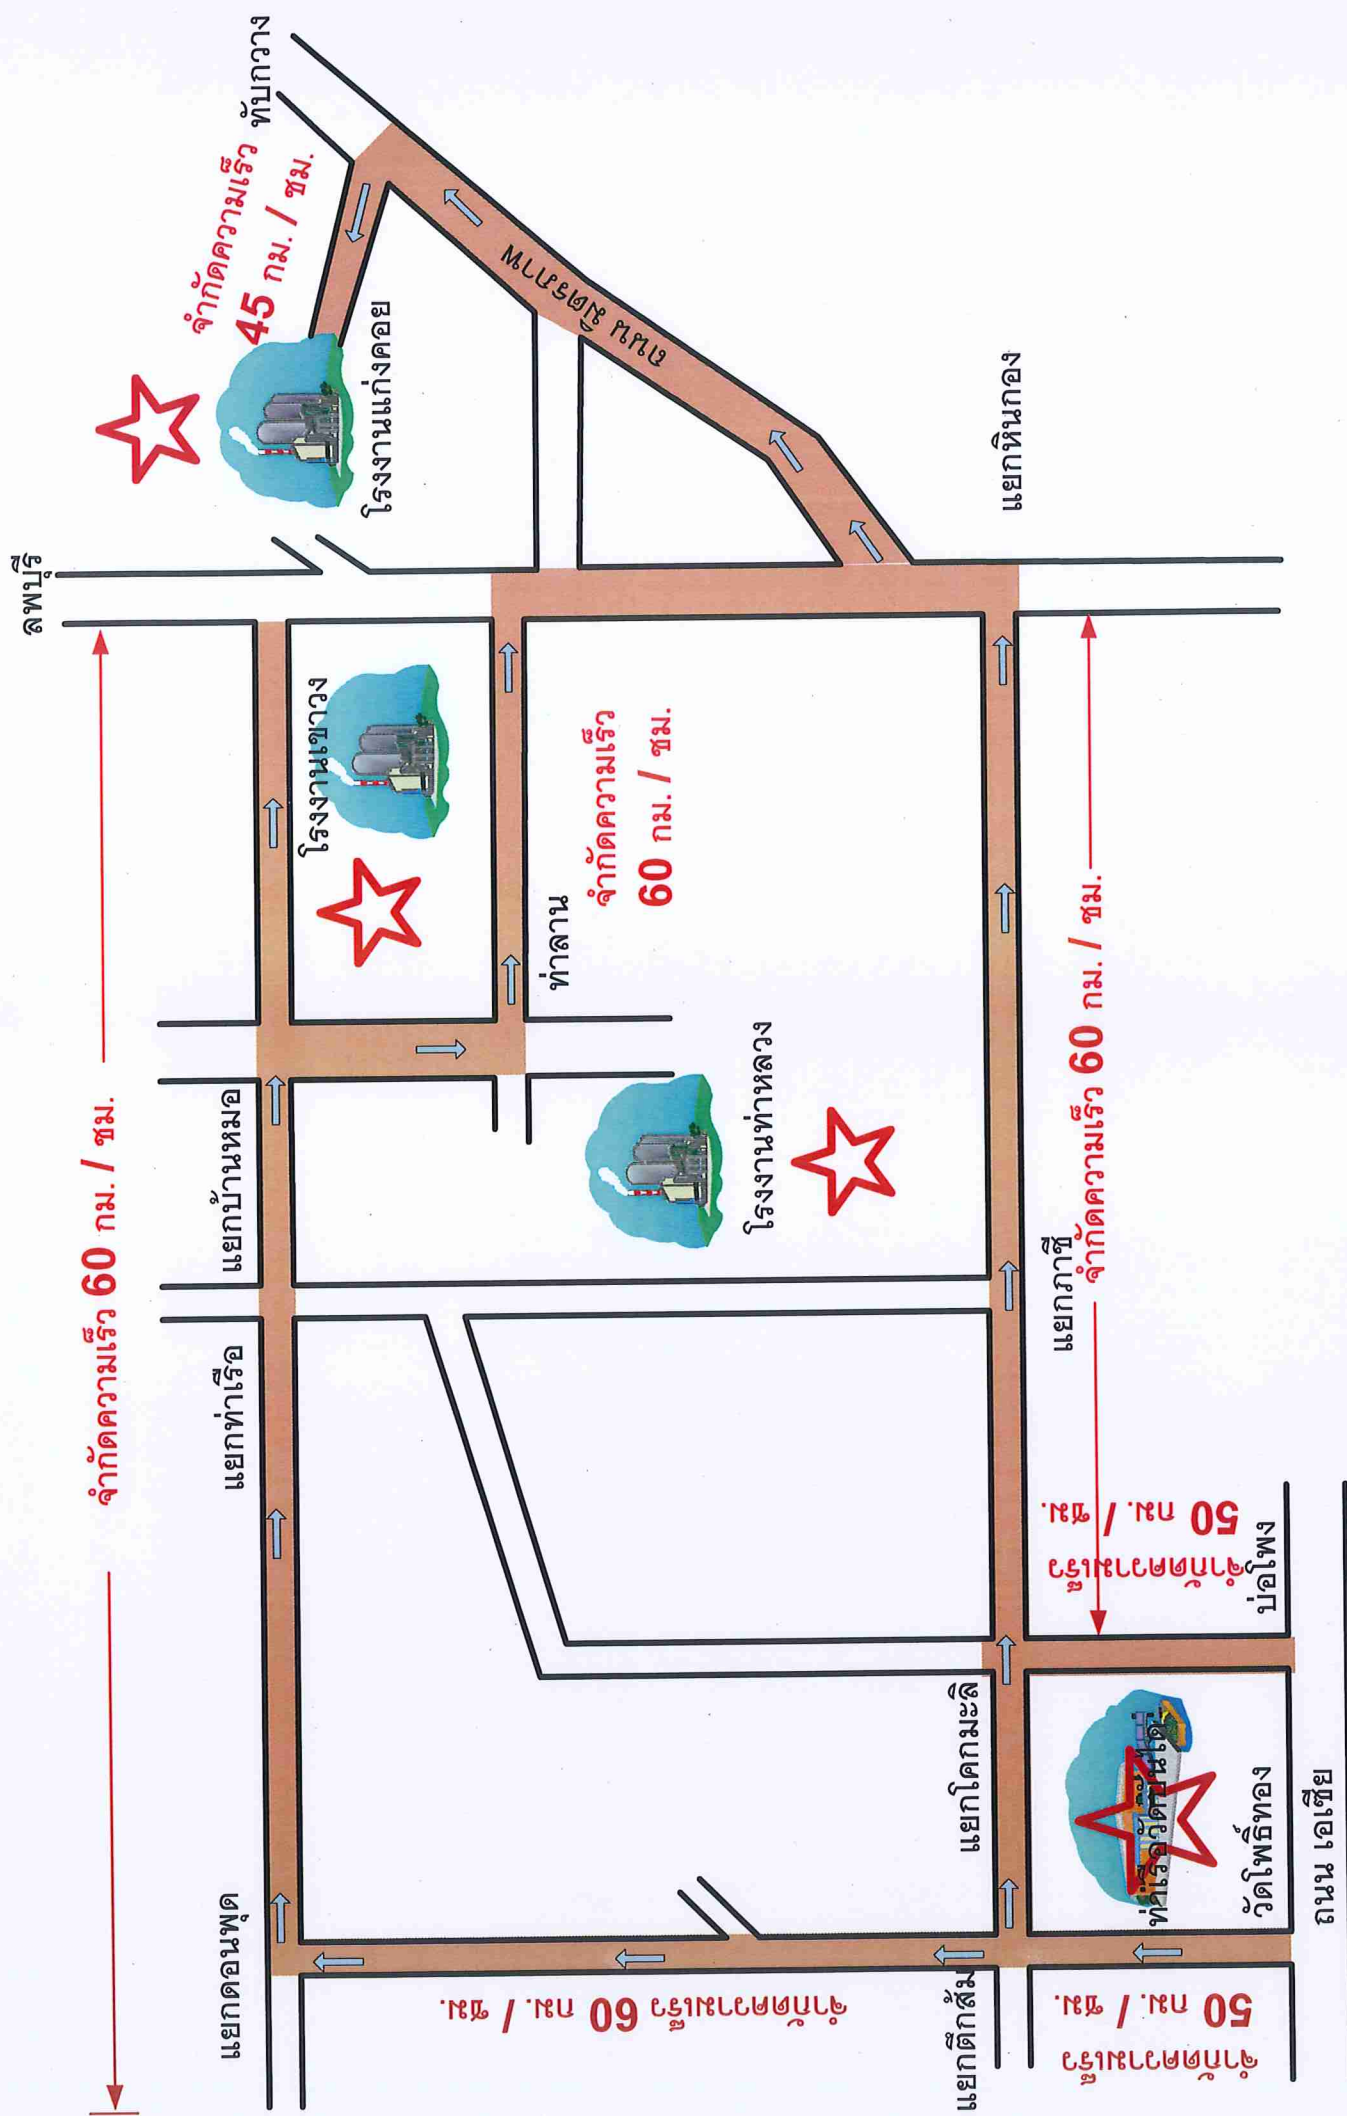 ลพบุรี
จำกัดความเร็ว 60 กม. / ชม.
แยกดอนพุด
แยกท่าเรือ
แยกบ้านหมอ
โรงงานเขาวง
จำกัดความเร็ว
45 กม. / ชม.
ทับกวาง
โรงงานแก่งคอย
ถนน มิตรภาพ
ท่าลาน
จำกัดความเร็ว
60 กม. / ชม.
โรงงานท่าหลวง
จำกัดความเร็ว 60 กม. / ชม.
แยกตึกส้ม
แยกโคกมะลิ
แยกภาชี
จำกัดความเร็ว 60 กม. / ชม.
แยกหินกอง
จำกัดความเร็ว
50 กม. / ชม.
ท่าเรือวัดบันได
วัดโพธิ์ทอง
จำกัดความเร็ว
50 กม. / ชม.
บ่อโพง
ถนน เอเซีย